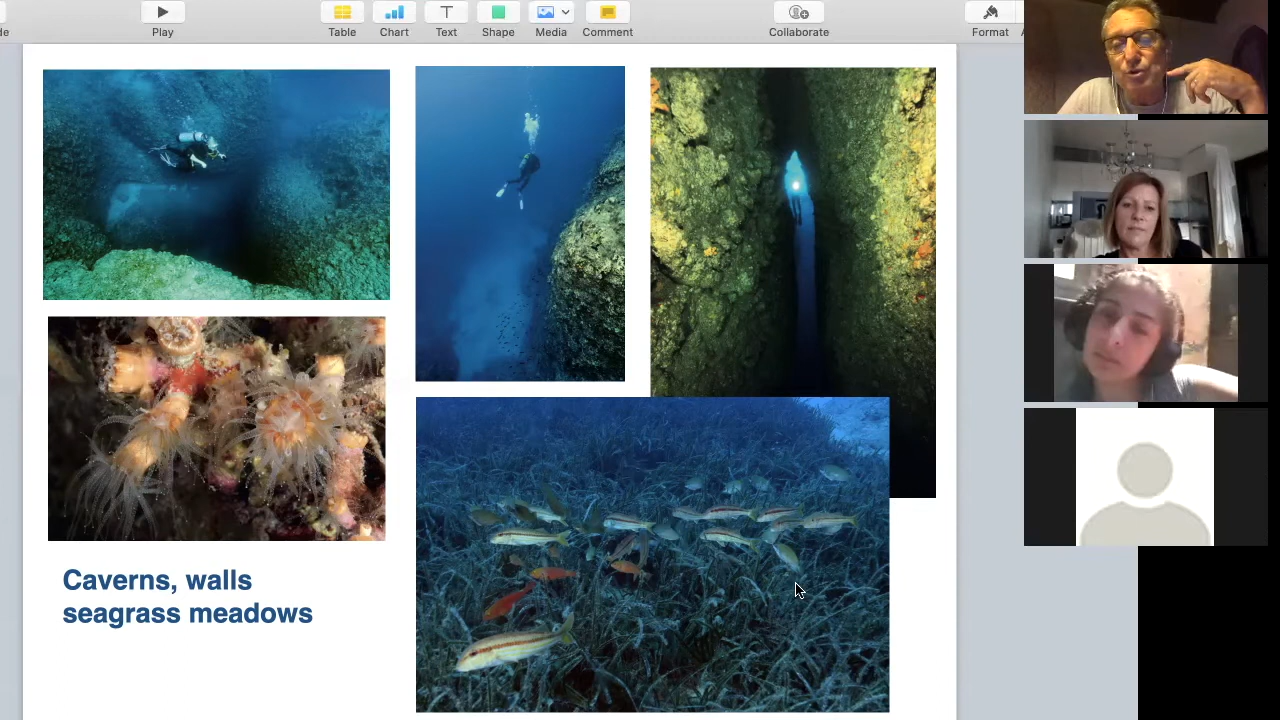 Play
Table
Chart
Text
Shape
Media
Comment
Collaborate
Format
Caverns, walls
seagrass meadows